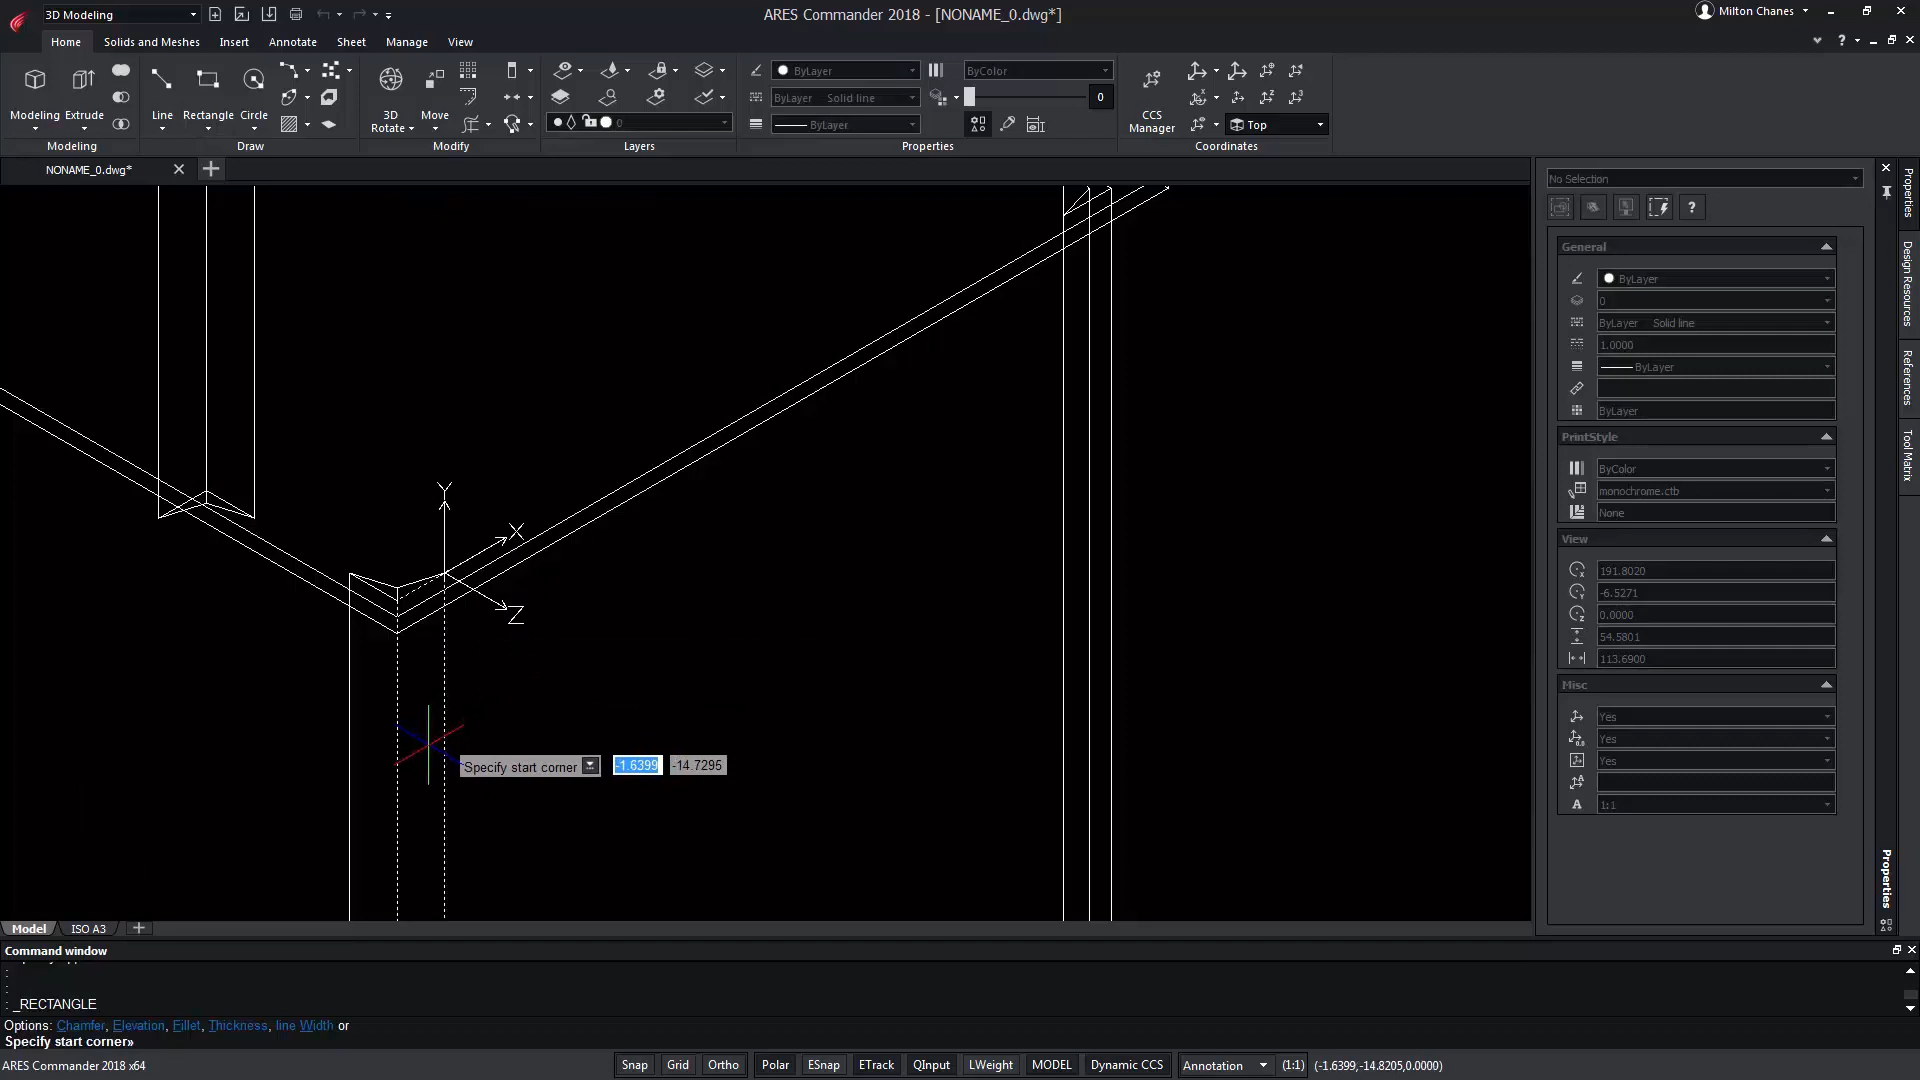 3D Modeling
ARES Commander 2018 - [NONAME_0.dwg*]
Milton Chanes
Home Solids and Meshes Insert Annotate Sheet Manage View
ByLayer
ByColor
ByLayer Solid line
0
0
ByLayer
Modeling Extrude
Line Rectangle Circle
3D Rotate
Move
CCS Manager
Top
Modeling Draw Modify Layers Properties Coordinates
NONAME_0.dwg*
Y
X
Z
Specify start corner -1.6399 -14.7295
No Selection
General
ByLayer
0
ByLayer Solid line
1.0000
ByLayer
ByLayer
PrintStyle
ByColor
monochrome.ctb
None
View
191.8020
-6.5271
0.0000
54.5801
113.6900
Misc
Yes
Yes
Yes
1:1
Properties
Design Resources
References
Tool Matrix
Properties
Model ISO A3
Command window
:
:
: _RECTANGLE
Options: Chamfer, Elevation, Fillet, Thickness, line Width or
Specify start corner»
ARES Commander 2018 x64
Snap Grid Ortho Polar ESnap ETrack QInput LWeight MODEL Dynamic CCS Annotation (1:1) (-1.6399,-14.8205,0.0000)